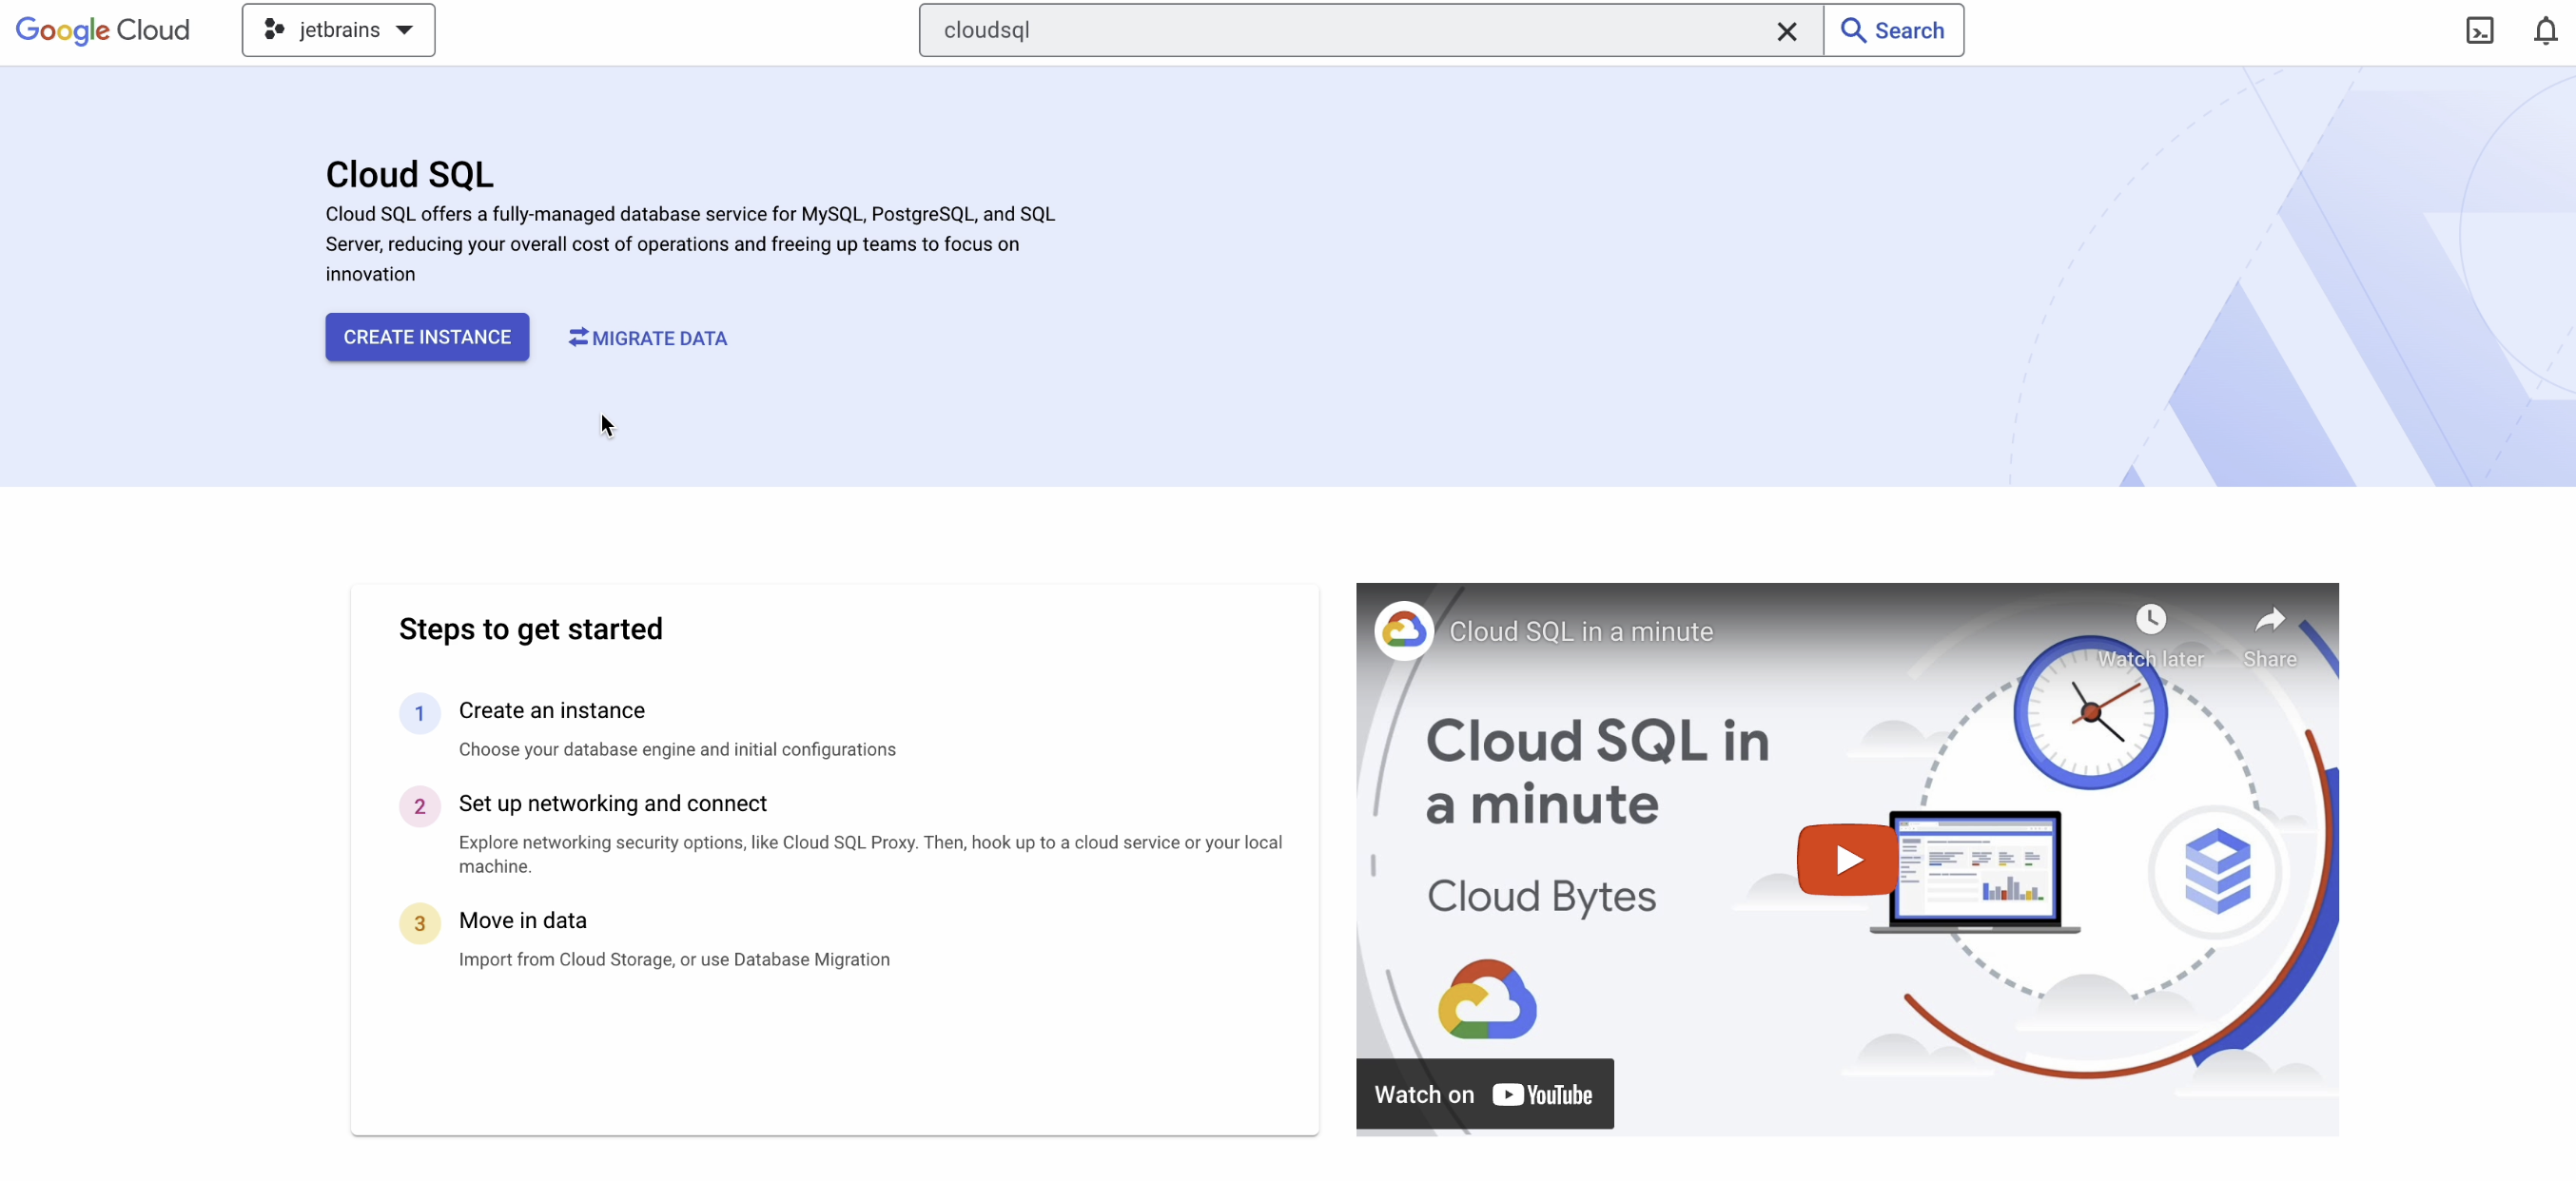 Google Cloud
jetbrains
cloudsql
Search
Cloud SQL
Cloud SQL offers a fully-managed database service for MySQL, PostgreSQL, and SQL
Server, reducing your overall cost of operations and freeing up teams to focus on
innovation
CREATE INSTANCE
MIGRATE DATA
Steps to get started
1
Create an instance
Choose your database engine and initial configurations
2
Set up networking and connect
Explore networking security options, like Cloud SQL Proxy. Then, hook up to a cloud service or your local
machine.
3
Move in data
Import from Cloud Storage, or use Database Migration
Cloud SQL in a minute
Watch later
Share
Cloud SQL in
a minute
Cloud Bytes
Watch on YouTube